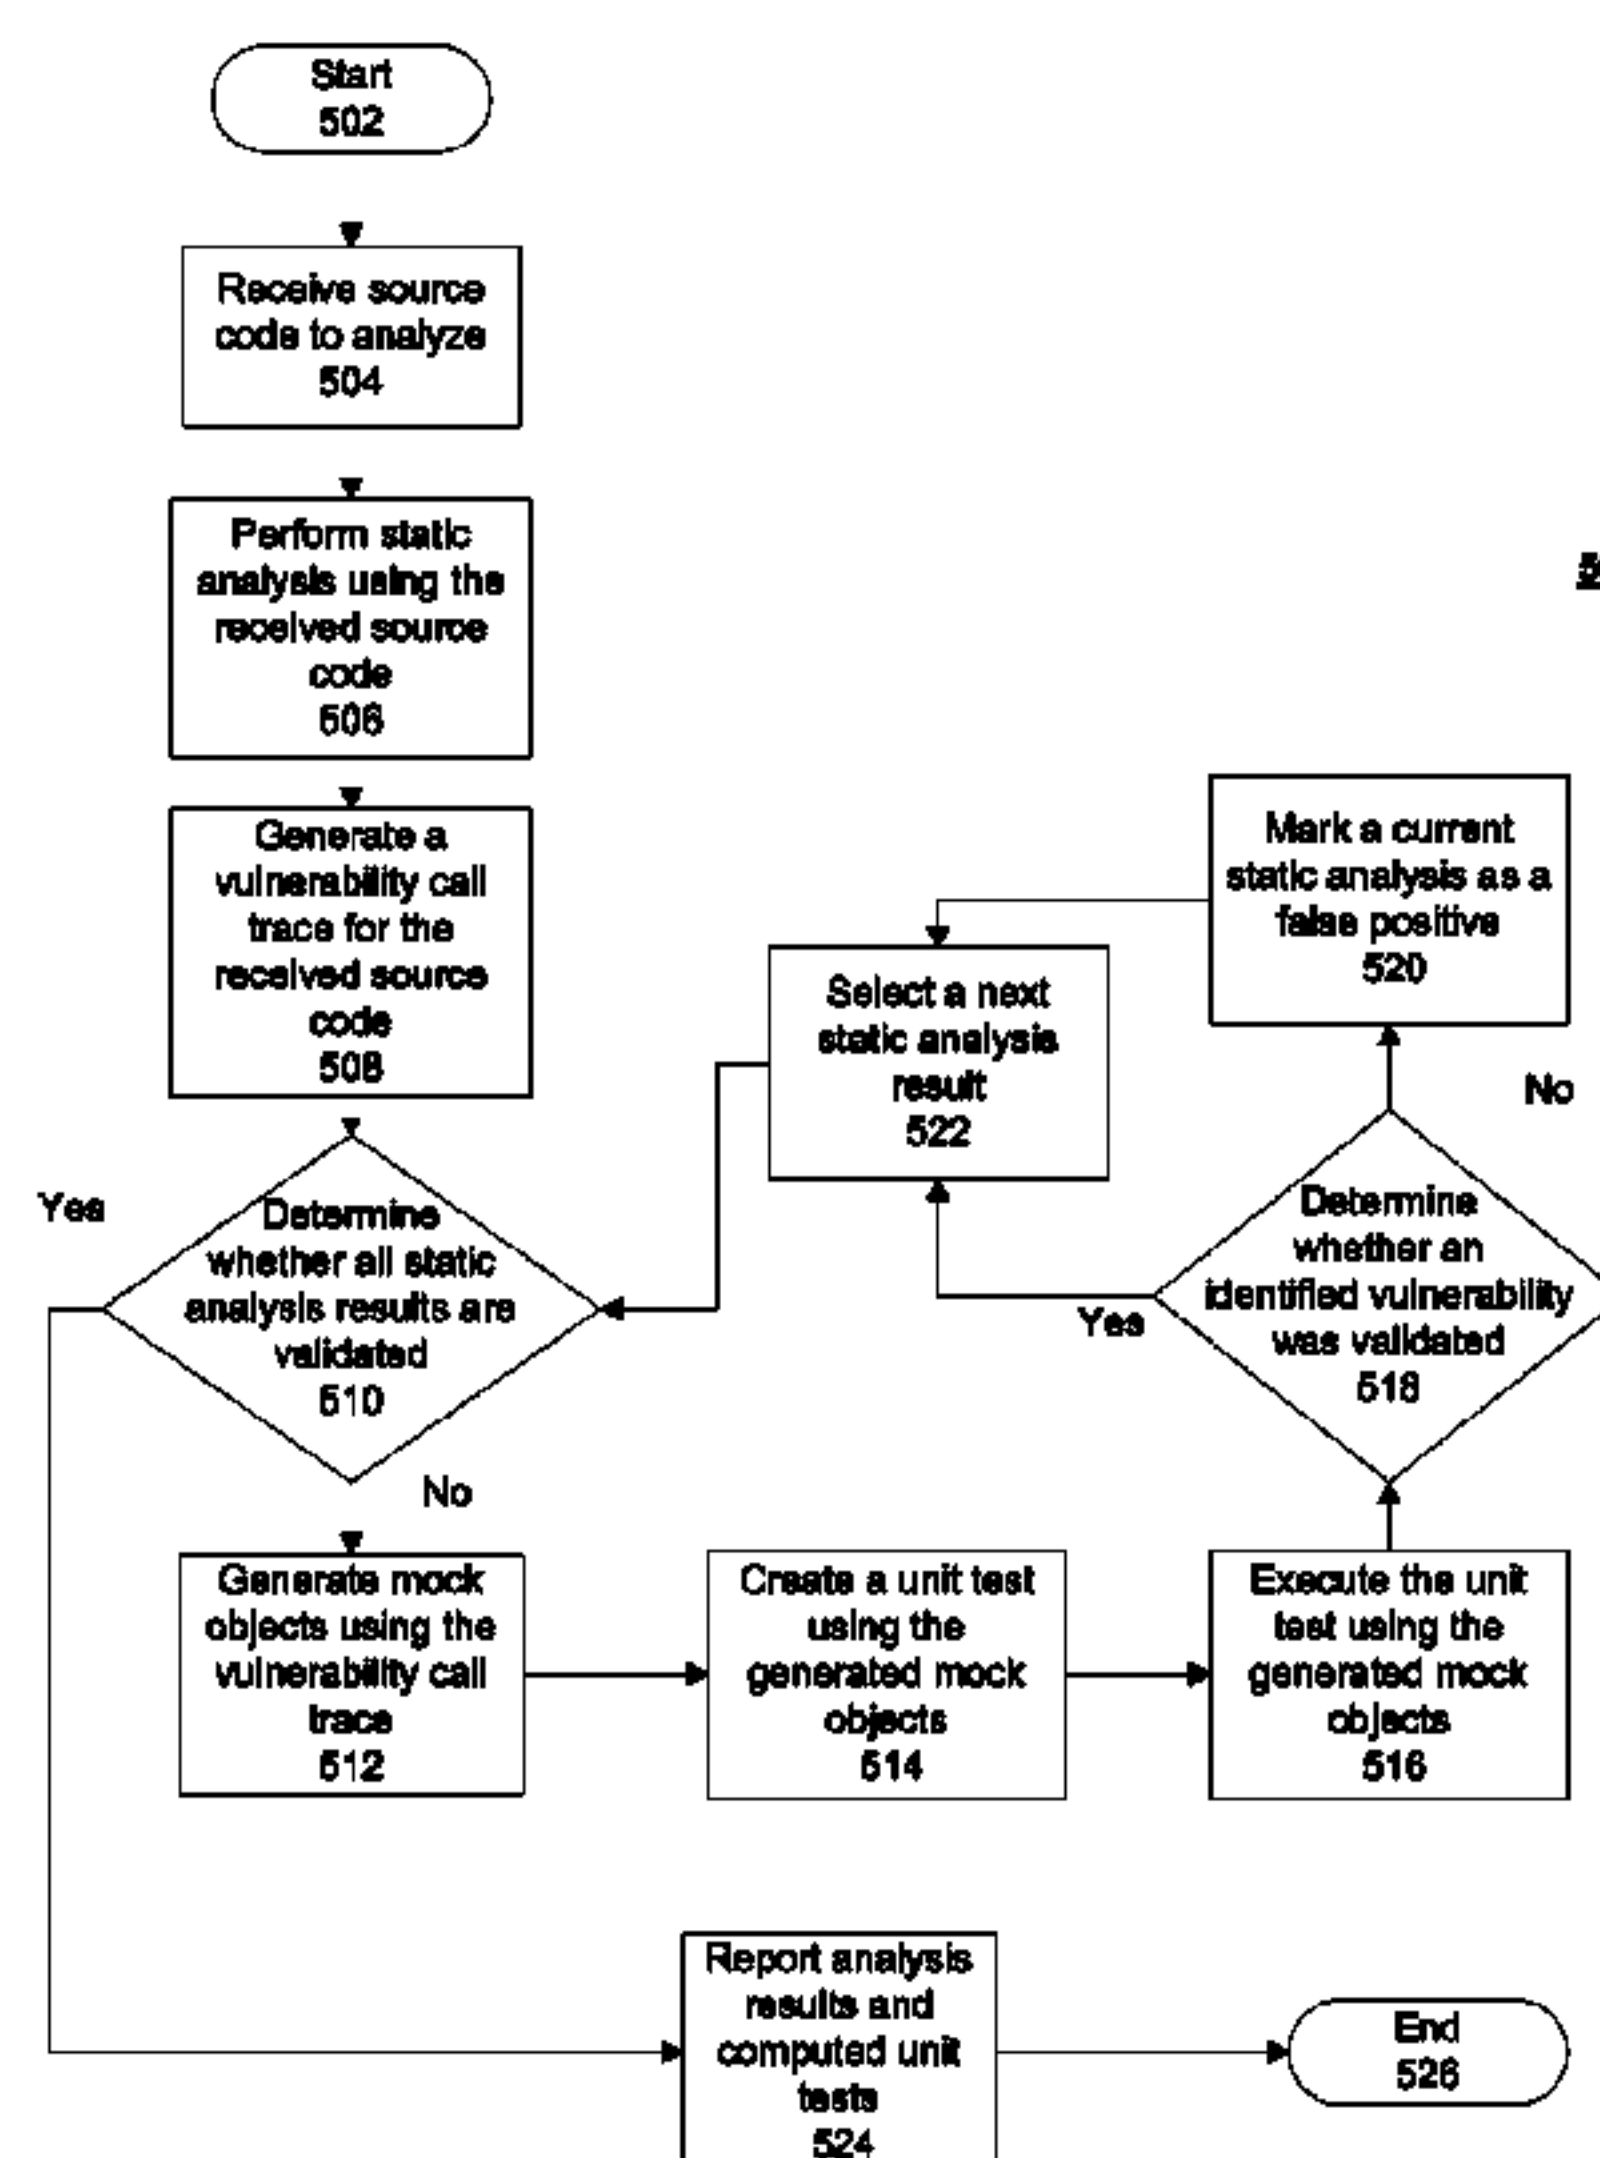 Start
502
Receive source
code to analyze
504
Perform static
analysis using the
received source
code
506
Generate a
vulnerability call
trace for the
received source
code
508
Yes
Determine
whether all static
analysis results are
validated
510
No
Generate mock
objects using the
vulnerability call
trace
512
Create a unit test
using the
generated mock
objects
514
Execute the unit
test using the
generated mock
objects
516
Determine
whether an
identified vulnerability
was validated
518
Yes
No
Mark a current
static analysis as a
false positive
520
Select a next
static analysis
result
522
Report analysis
results and
computed unit
tests
524
End
526